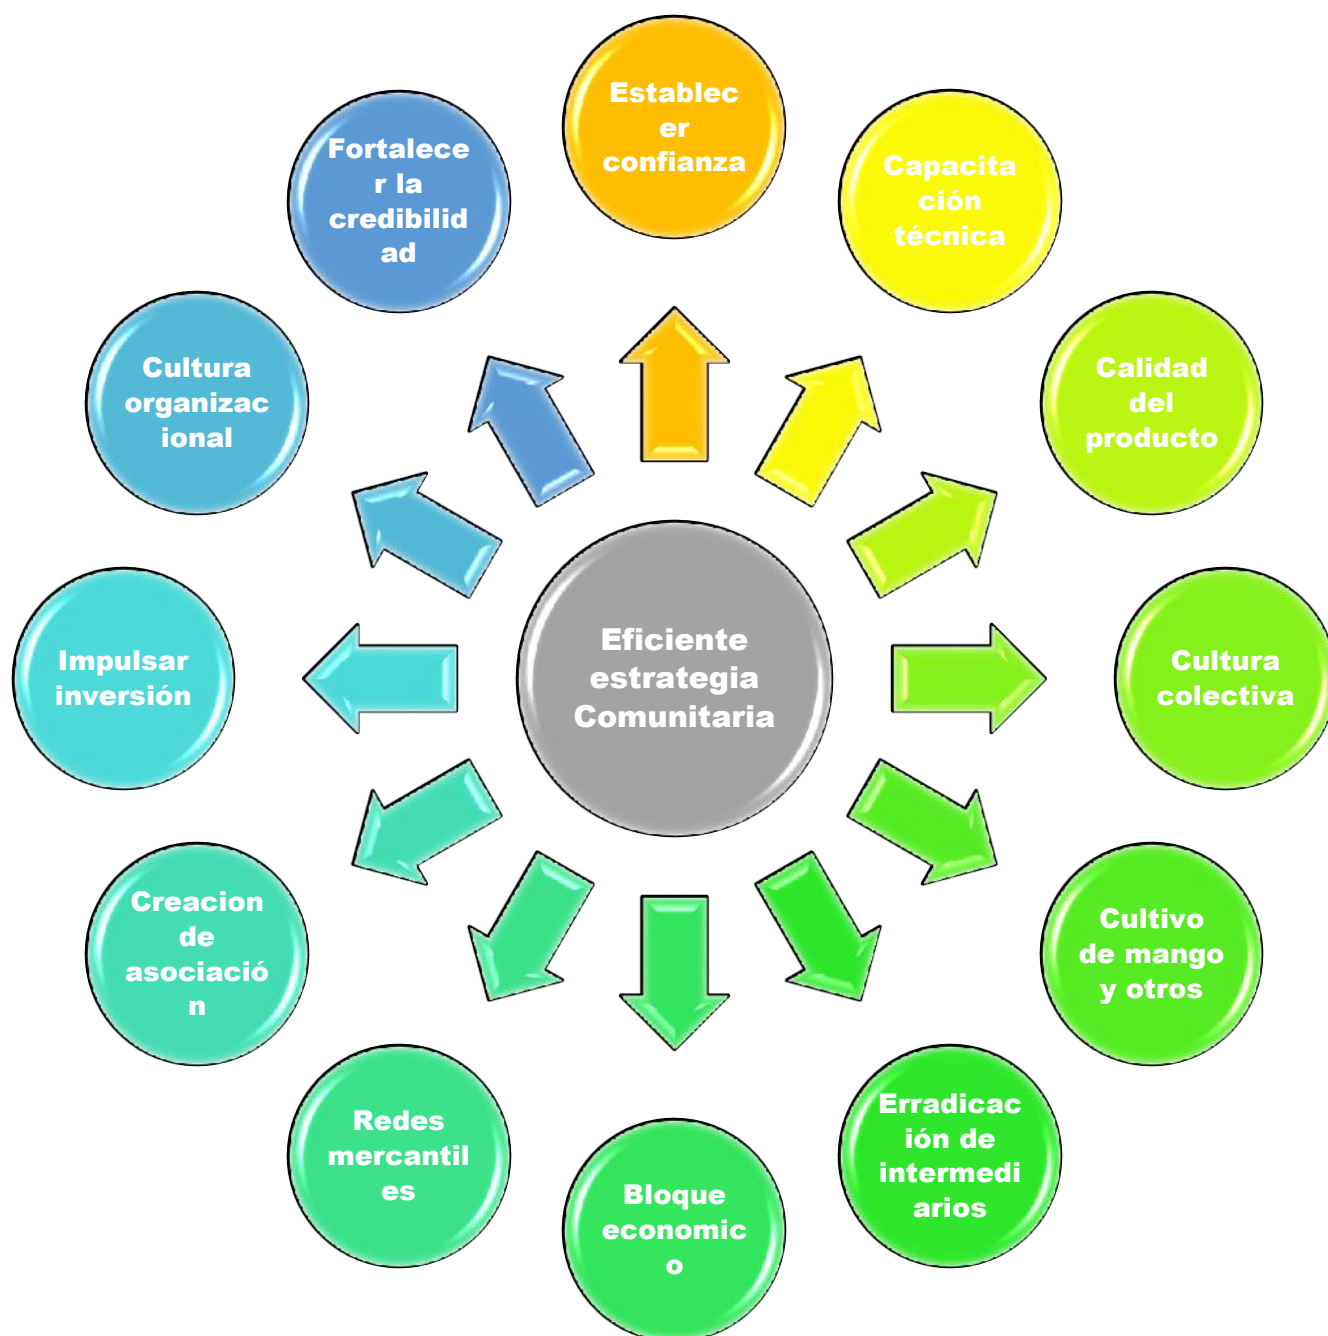 Establec
er
confianza
Capacita
ción
técnica
Calidad
del
producto
Cultura
colectiva
Cultivo
de mango
y otros
Erradicac
ión de
intermedi
arios
Bloque
economic
o
Redes
mercantil
es
Creacion
de
asociació
n
Impulsar
inversión
Cultura
organizac
ional
Fortalece
r la
credibilid
ad
Eficiente
estrategia
Comunitaria